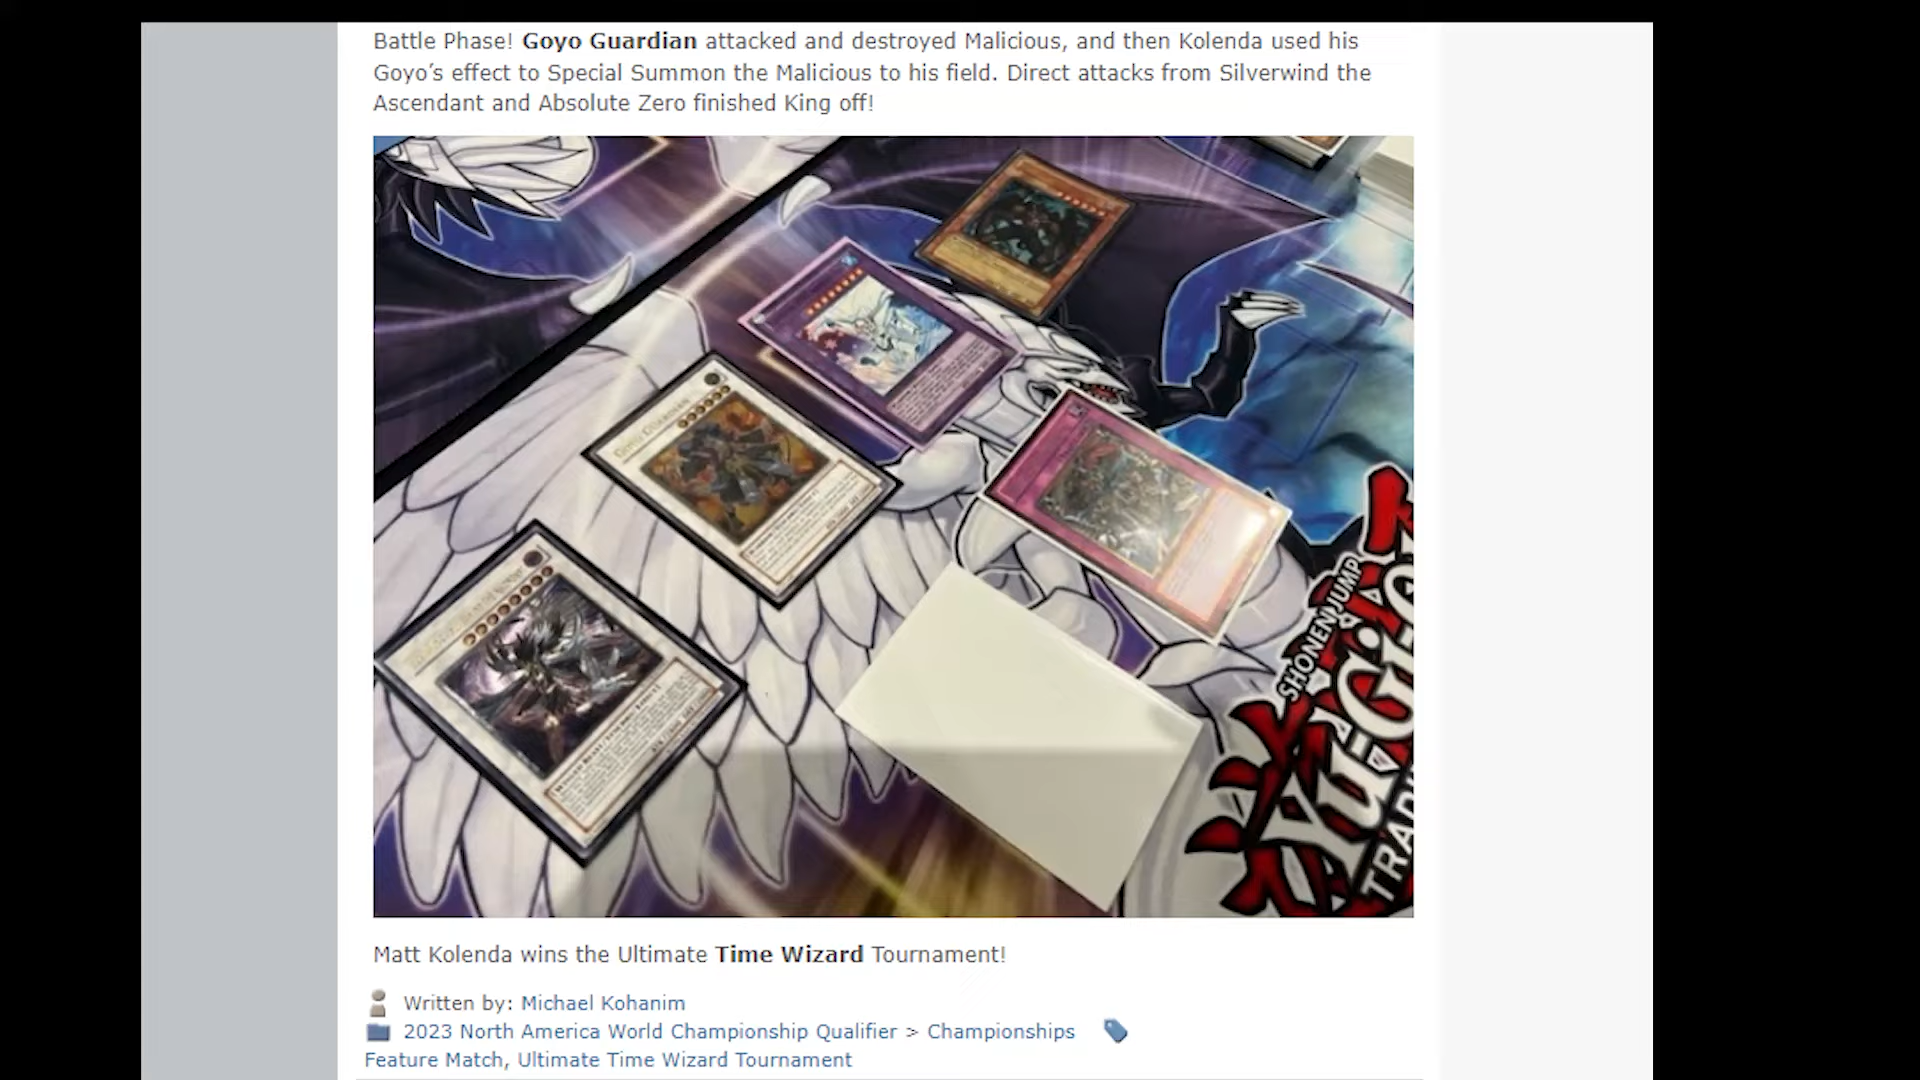 Battle Phase! Goyo Guardian attacked and destroyed Malicious, and then Kolenda used his
Goyo’s effect to Special Summon the Malicious to his field. Direct attacks from Silverwind the
Ascendant and Absolute Zero finished King off!
GOYO GUARDIAN
SHONEN JUMP
YU-GI-O
TRADI
Matt Kolenda wins the Ultimate Time Wizard Tournament!
Written by: Michael Kohanim
2023 North America World Championship Qualifier > Championships
Feature Match, Ultimate Time Wizard Tournament